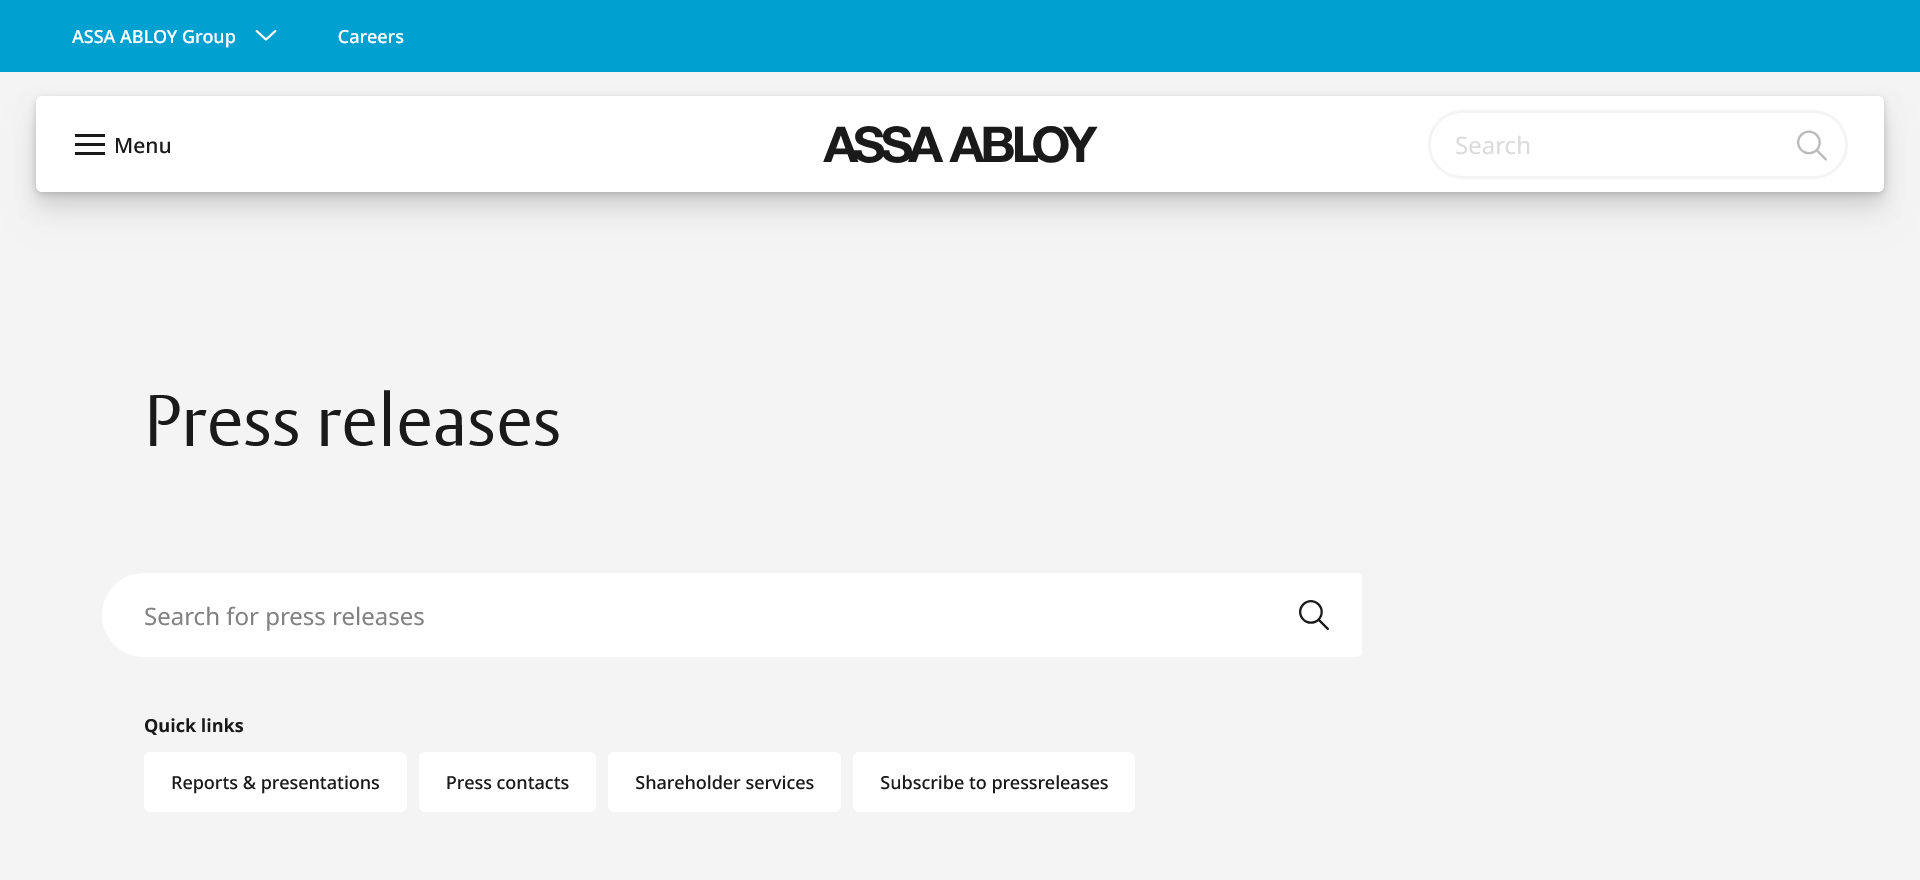 ASSA ABLOY Group
Careers
Menu
ASSA ABLOY
Search
Press releases
Search for press releases
Quick links
Reports & presentations
Press contacts
Shareholder services
Subscribe to pressreleases